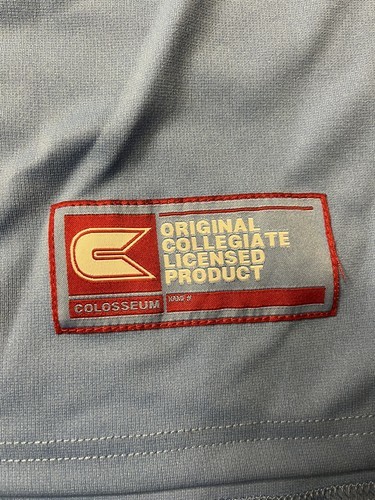 ORIGINAL
COLLEGIATE
LICENSED
PRODUCT
COLOSSEUM